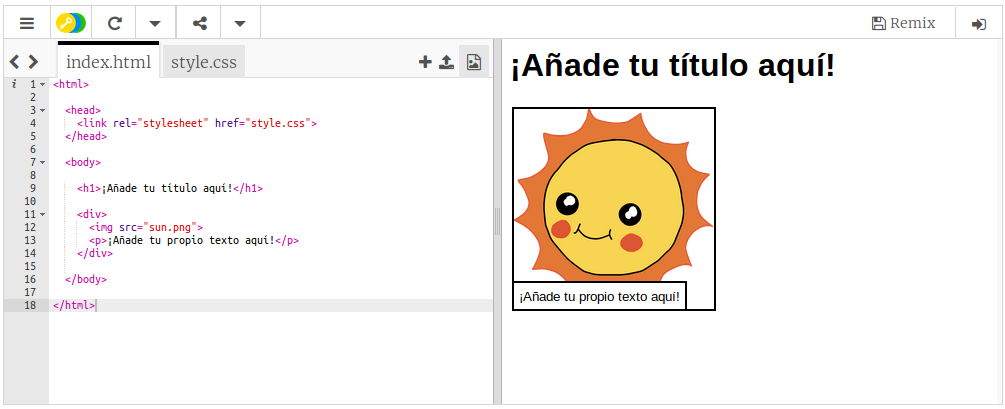 Remix
index.html style.css
1 <html>
2
3 <head>
4 <link rel="stylesheet" href="style.css">
5 </head>
6
7 <body>
8
9 <h1>¡Añade tu título aquí!</h1>
10
11 <div>
12 <img src="sun.png">
13 <p>¡Añade tu propio texto aquí!</p>
14 </div>
15
16 </body>
17
18 </html>
¡Añade tu título aquí!
¡Añade tu propio texto aquí!